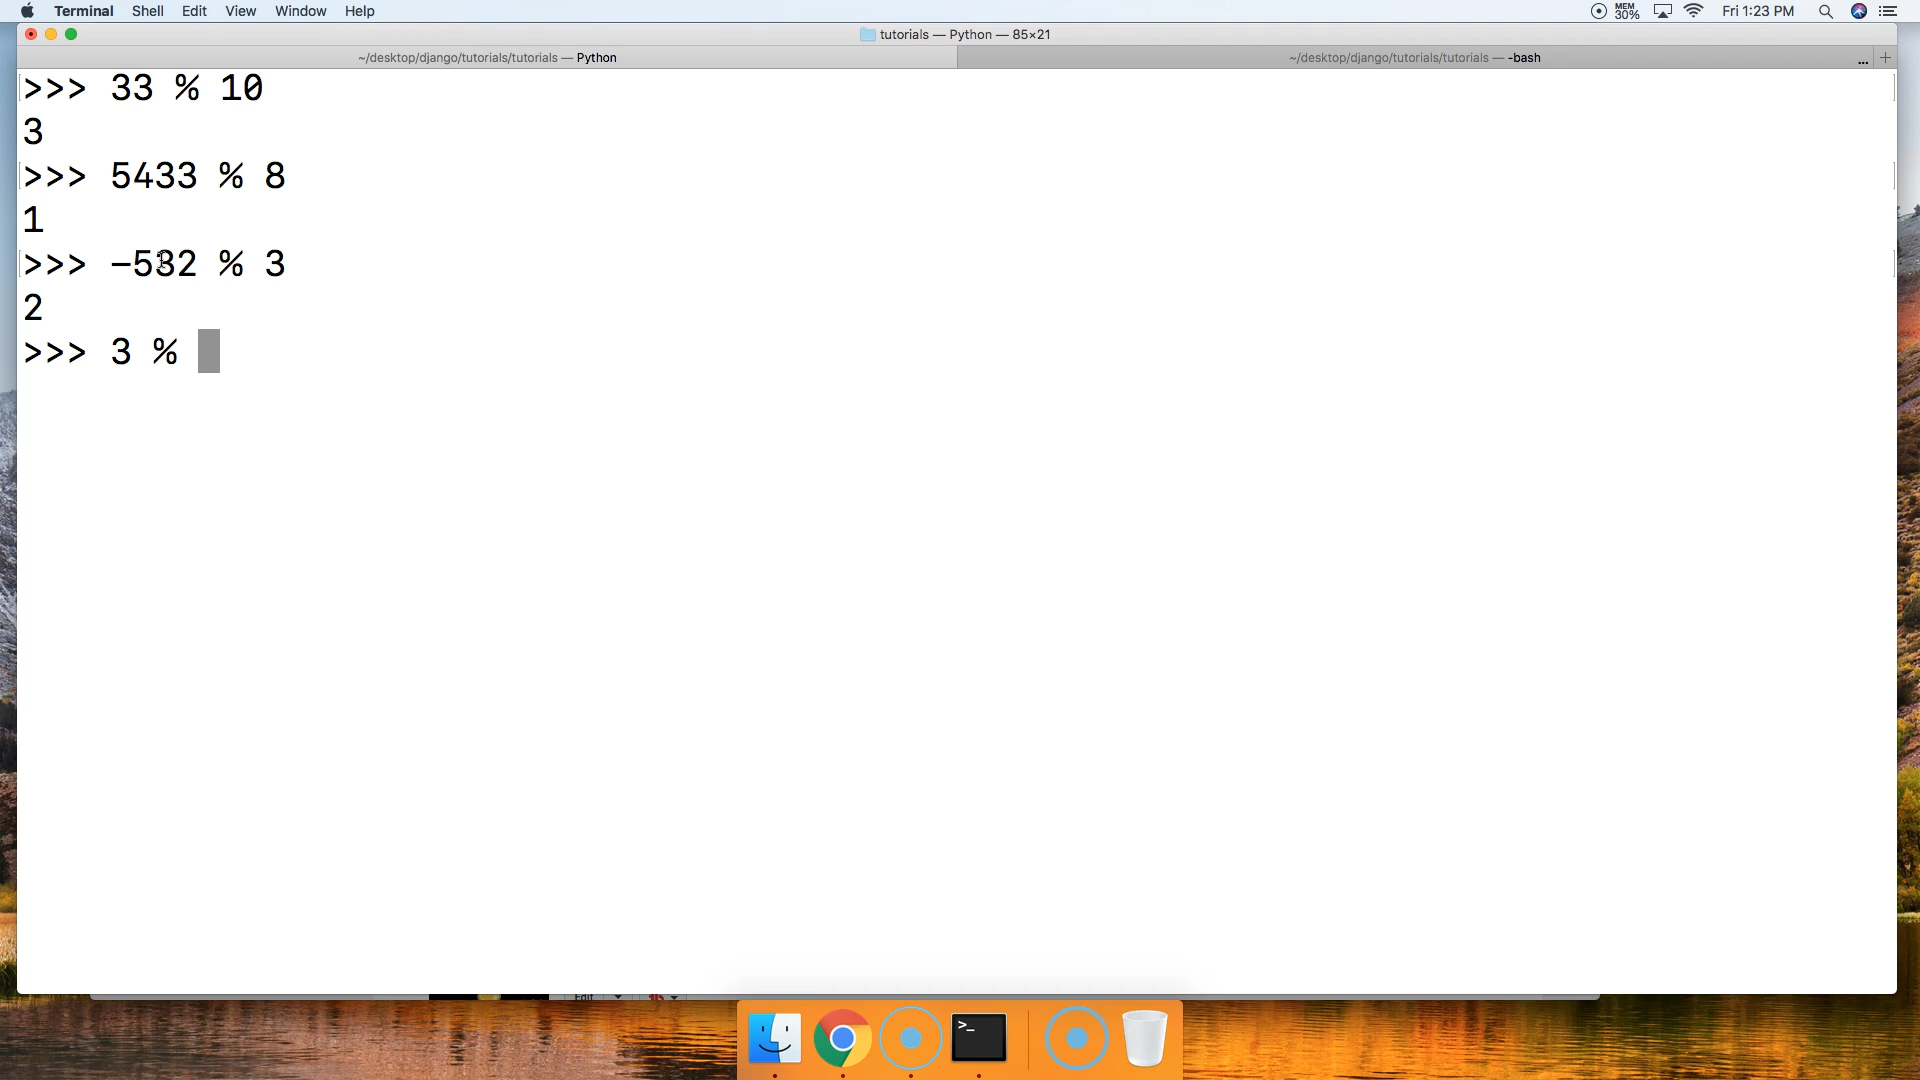 Terminal Shell Edit View Window Help MEM 30% Fri 1:23 PM
tutorials — Python — 85×21
~/desktop/django/tutorials/tutorials — Python ~/desktop/django/tutorials/tutorials — -bash ... +
>>> 33 % 10
3
>>> 5433 % 8
1
>>> -532 % 3
2
>>> 3 %
Edit
>_